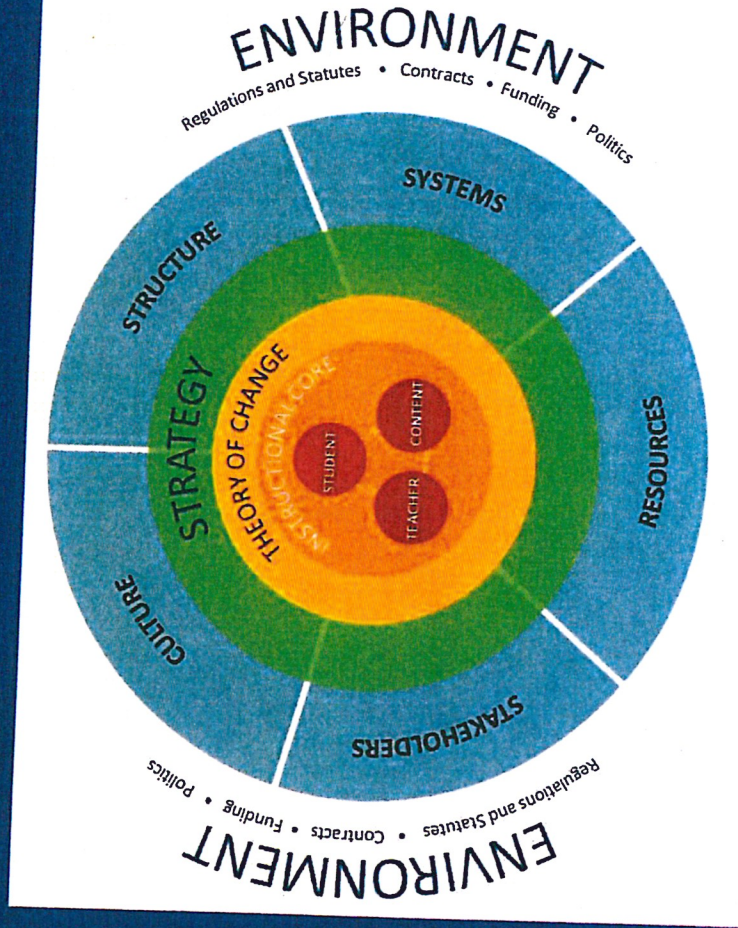 ENVIRONMENT
Regulations and Statutes • Contracts • Funding • Politics
STRUCTURE
SYSTEMS
CULTURE
RESOURCES
STAKEHOLDERS
STRATEGY
THEORY OF CHANGE
INSTRUCTIONAL CORE
STUDENT
CONTENT
TEACHER
Regulations and Statutes • Contracts • Funding • Politics
ENVIRONMENT